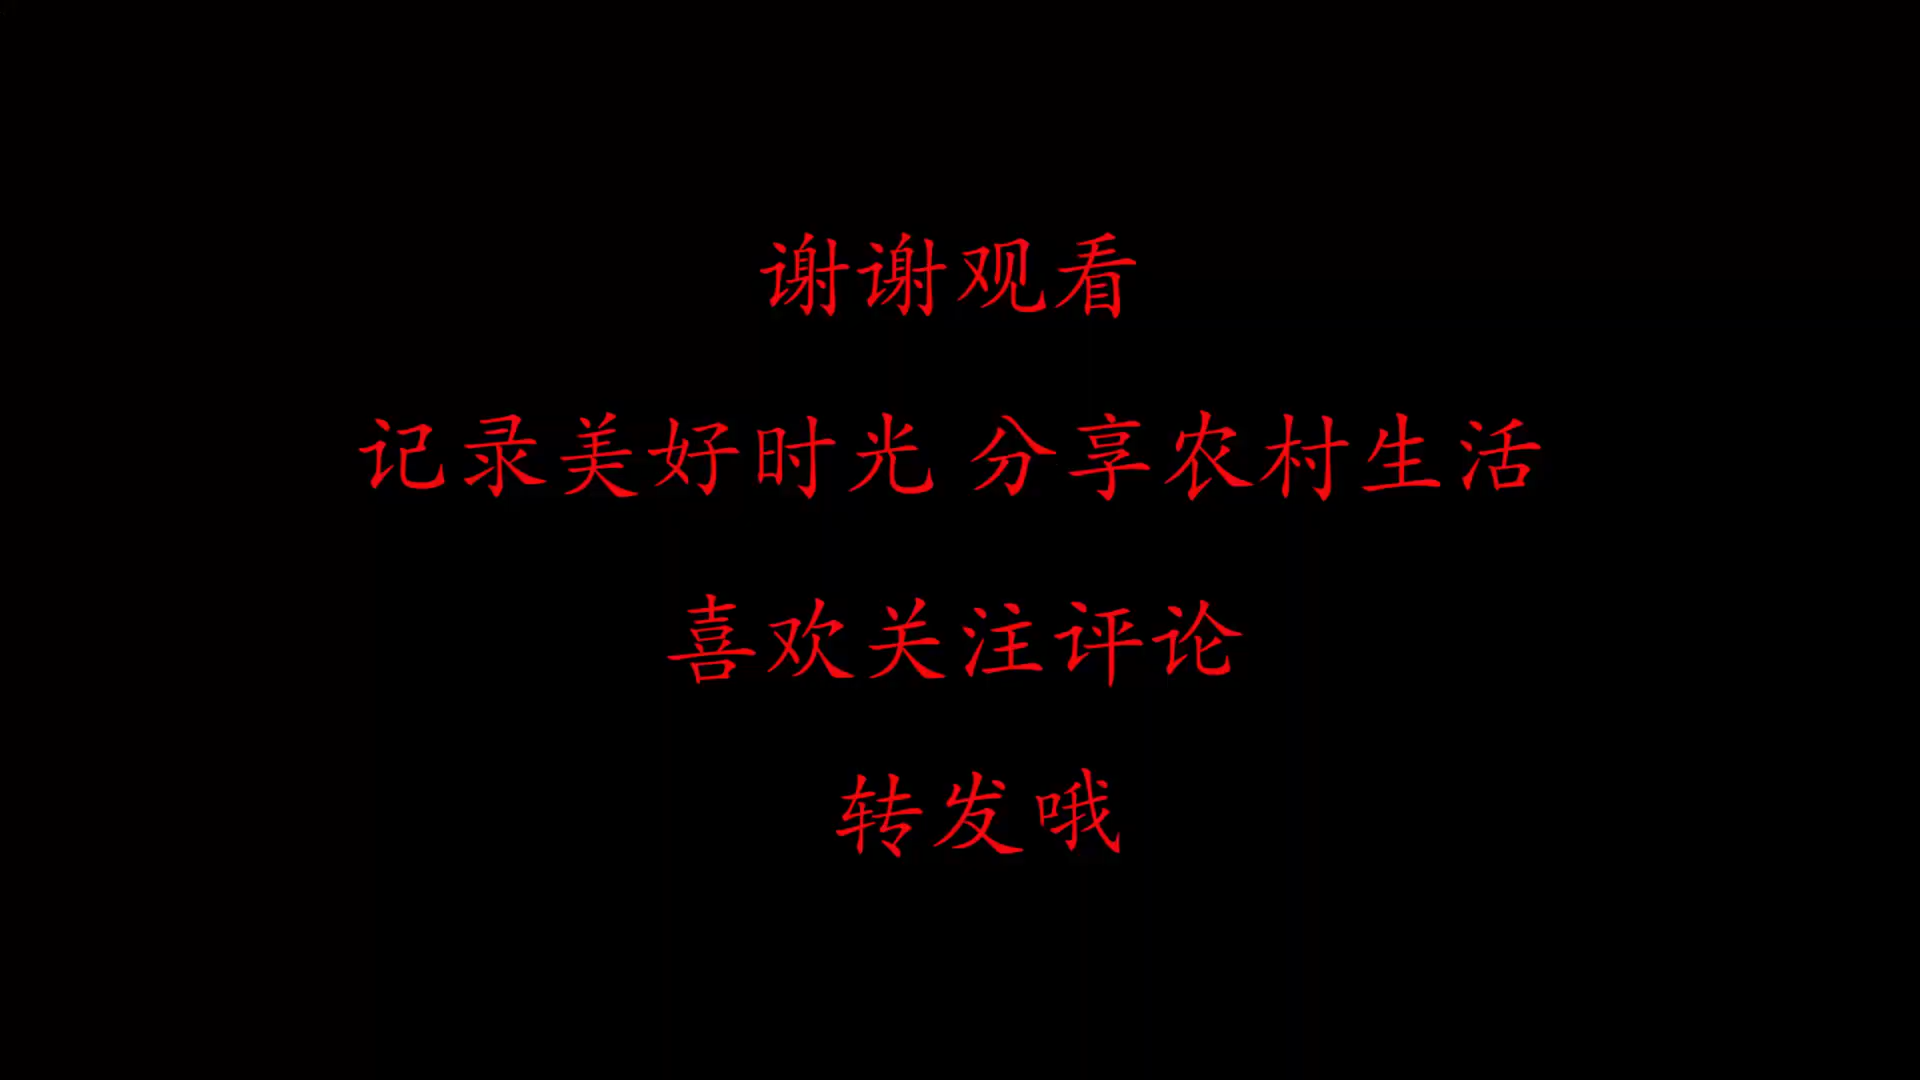 谢谢观看
记录美好时光 分享农村生活
喜欢关注评论
转发哦